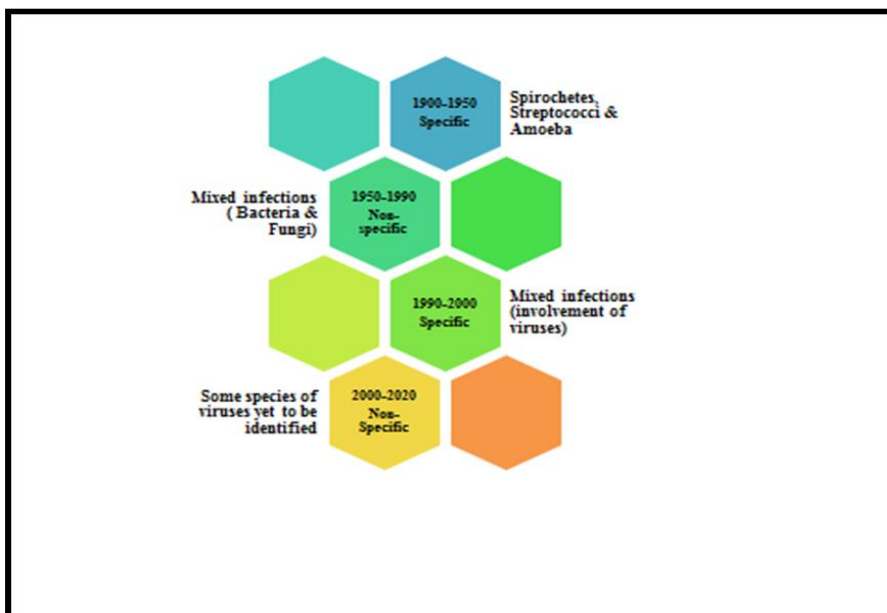 1900-1950
Specific
Spirochetes,
Streptococci &
Amoeba
Mixed infections
( Bacteria &
Fungi)
1950-1990
Non-
specific
1990-2000
Specific
Mixed infections
(involvement of
viruses)
Some species of
viruses yet to be
identified
2000-2020
Non-
Specific